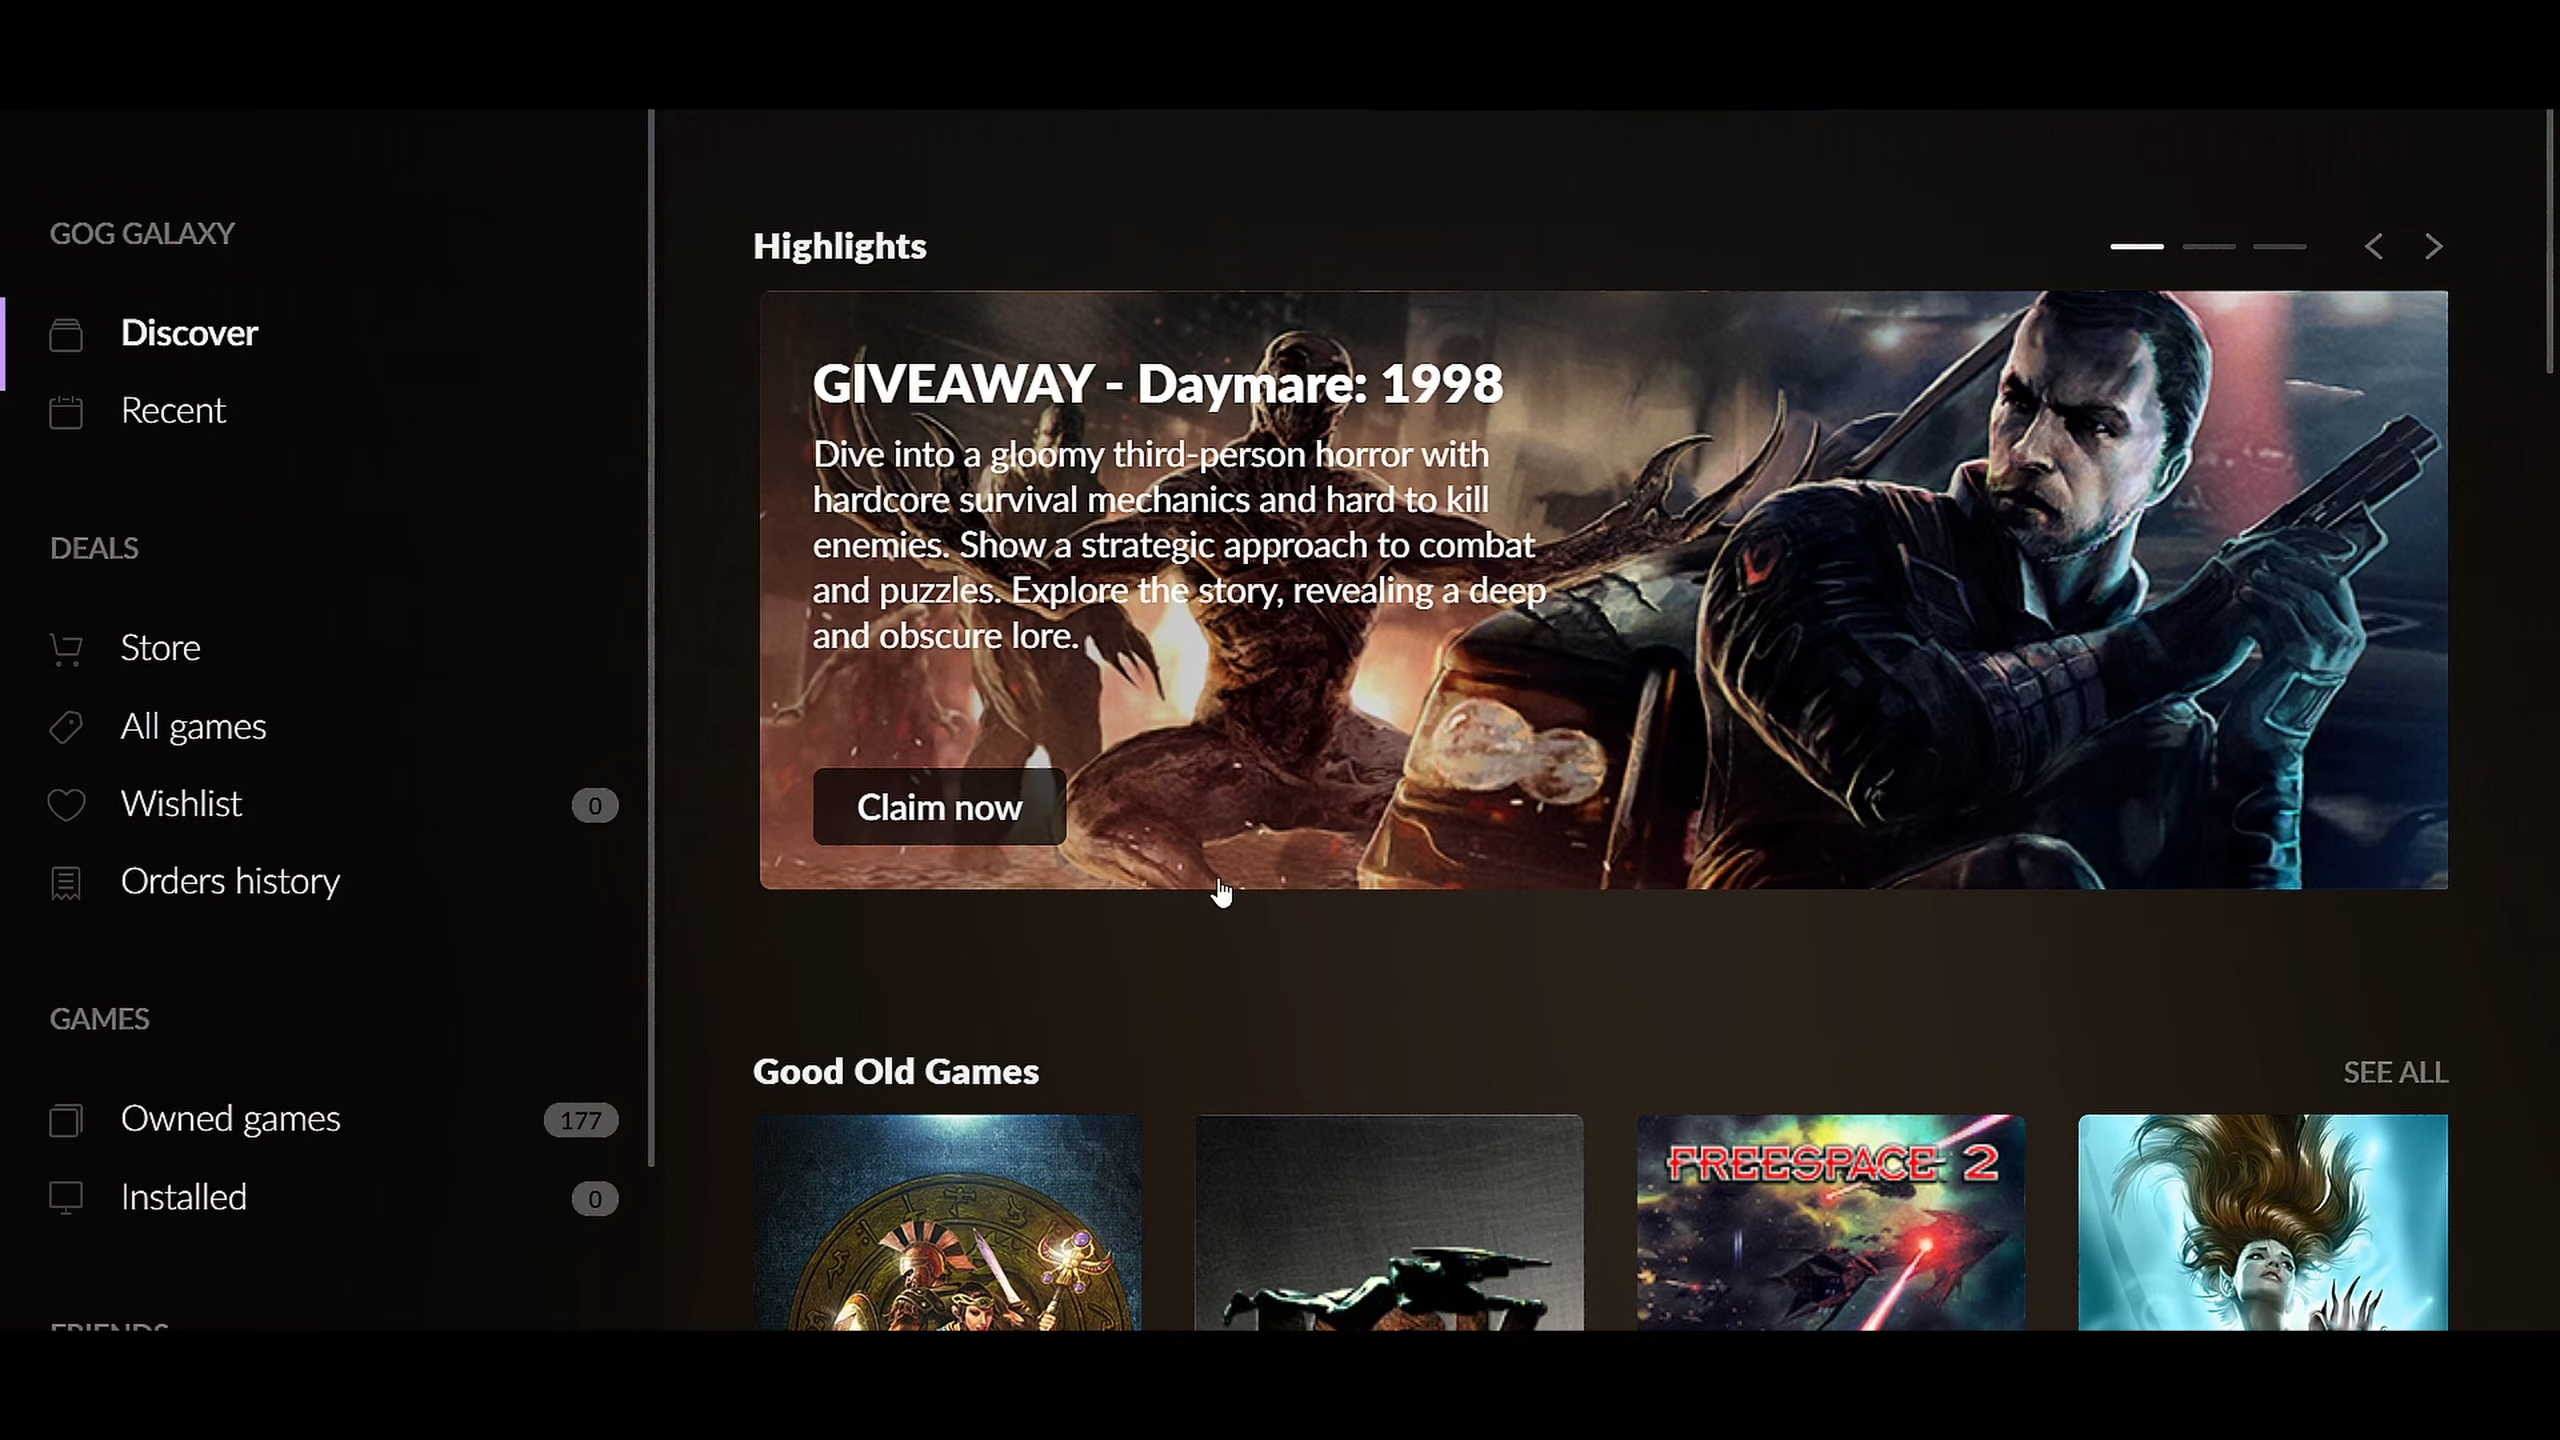 GOG GALAXY
Discover
Recent
DEALS
Store
All games
Wishlist 0
Orders history
GAMES
Owned games 177
Installed 0
FRIENDS
Highlights
GIVEAWAY - Daymare: 1998
Dive into a gloomy third-person horror with
hardcore survival mechanics and hard to kill
enemies. Show a strategic approach to combat
and puzzles. Explore the story, revealing a deep
and obscure lore.
Claim now
Good Old Games
SEE ALL
FREESPACE 2